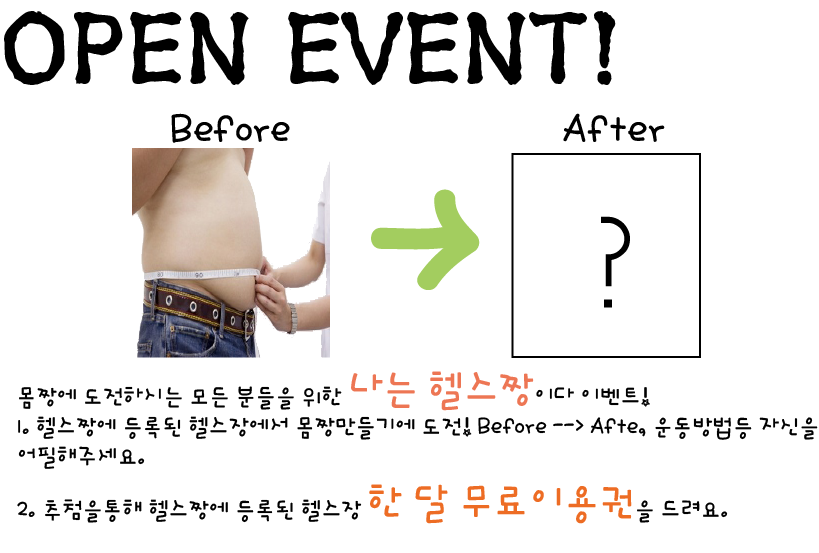 OPEN EVENT!
Before
After
?
몸짱에 도전하시는 모든 분들을 위한 나는 헬스짱이다 이벤트!
1. 헬스짱에 등록된 헬스장에서 몸짱만들기에 도전! Before --> Afte, 운동방법등 자신을
어필해주세요.
2. 추첨을통해 헬스짱에 등록된 헬스장 한 달 무료이용권을 드려요.